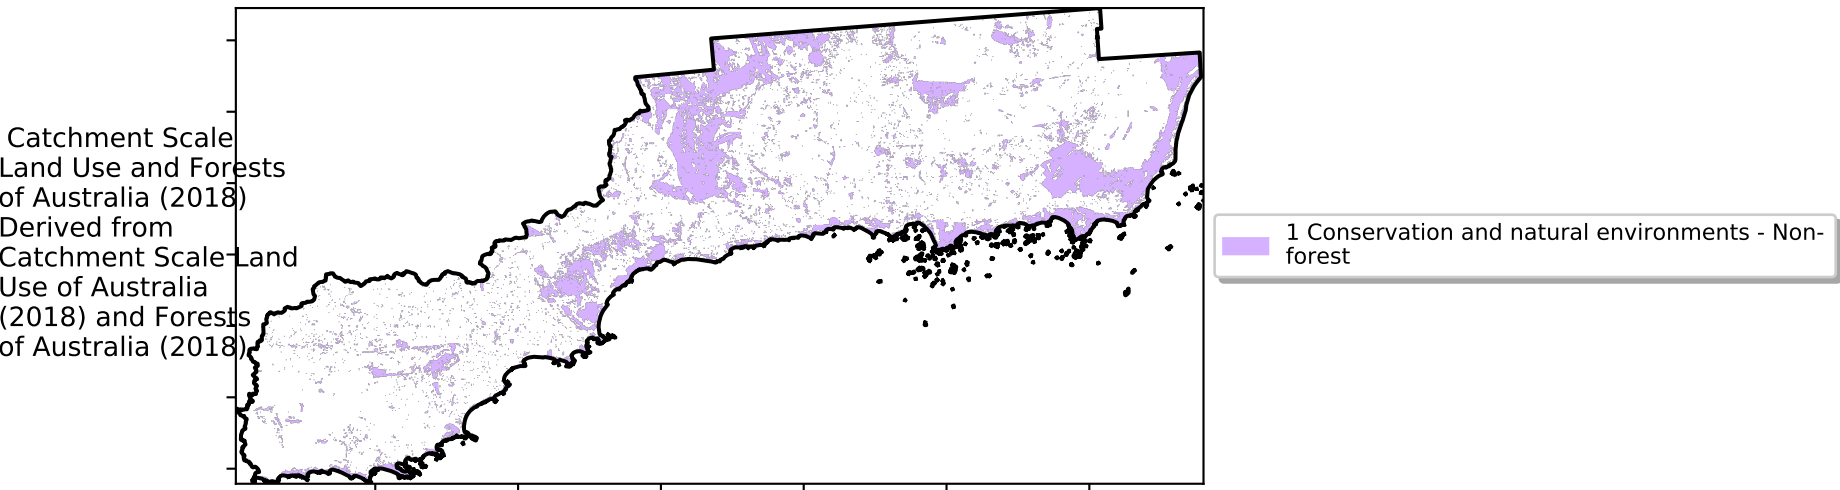 Catchment Scale
Land Use and Forests
of Australia (2018)
Derived from
Catchment Scale Land
Use of Australia
(2018) and Forests
of Australia (2018)
1 Conservation and natural environments - Non-
forest